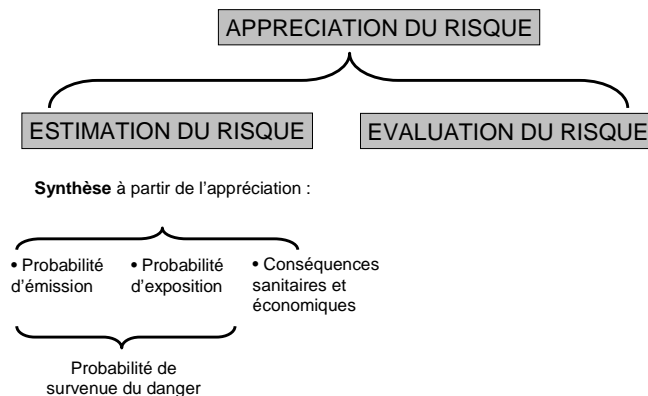 APPRECIATION DU RISQUE
ESTIMATION DU RISQUE
EVALUATION DU RISQUE
Synthèse à partir de l'appréciation :
• Probabilité
d'émission
• Probabilité
d'exposition
• Conséquences
sanitaires et
économiques
Probabilité de
survenue du danger